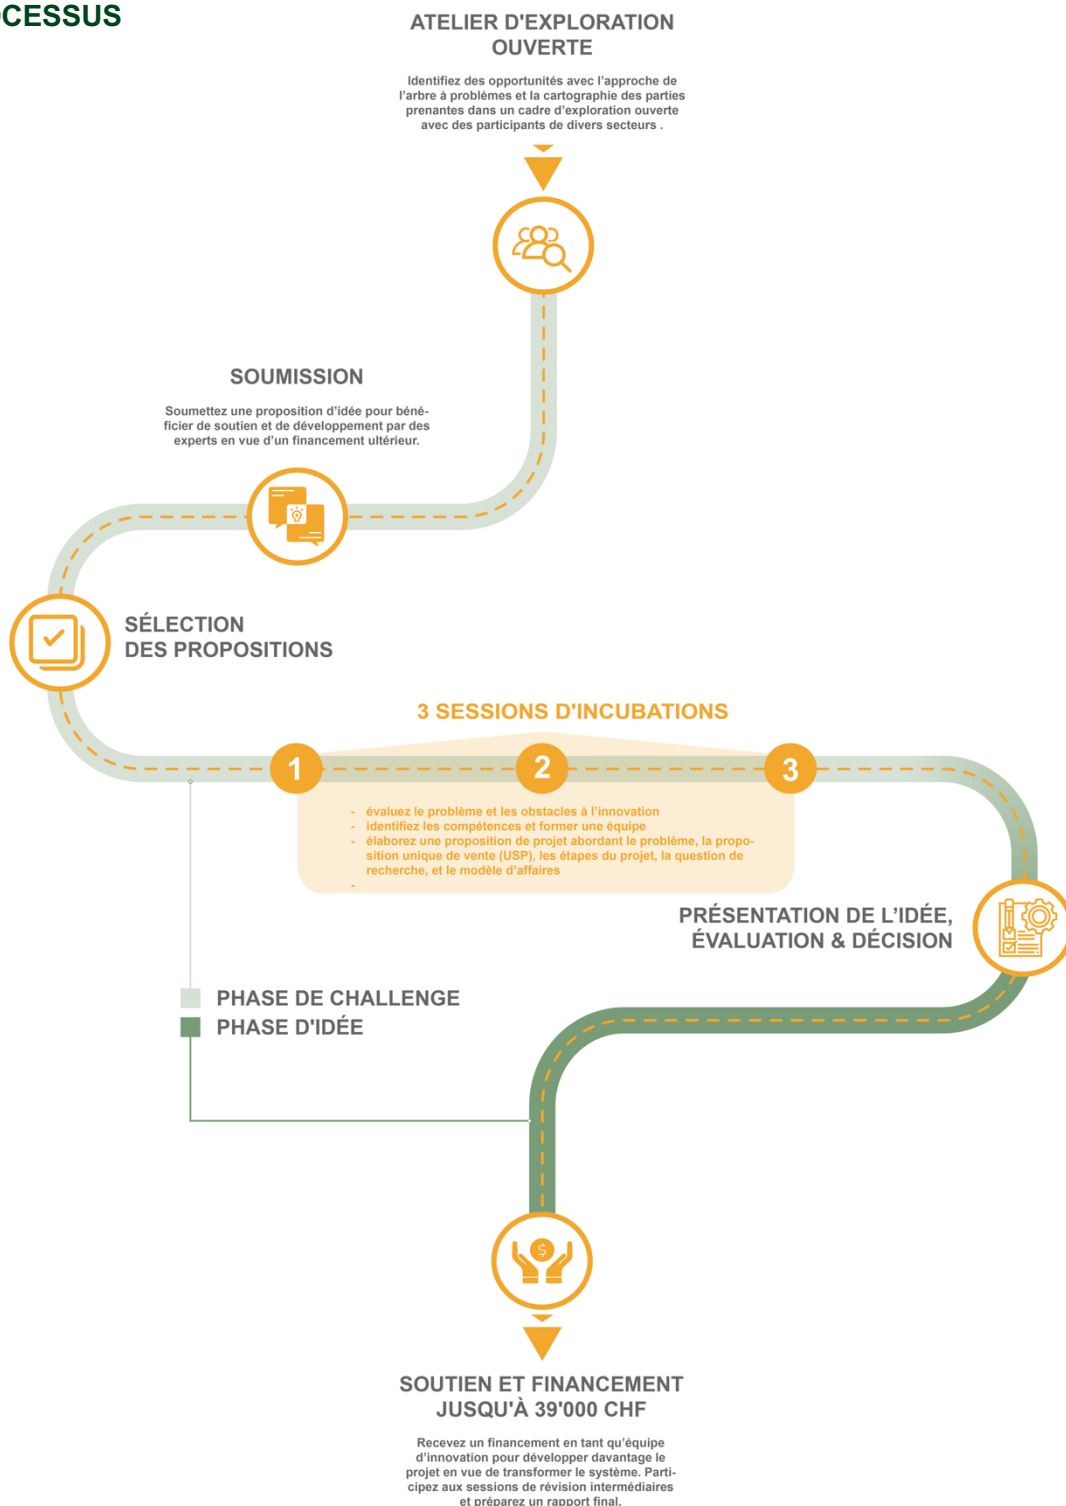 OCESSUS
ATELIER D'EXPLORATION
OUVERTE
Identifiez des opportunités avec l'approche de
l'arbre à problèmes et la cartographie des parties
prenantes dans un cadre d'exploration ouverte
avec des participants de divers secteurs .
SOUMISSION
Soumettez une proposition d'idée pour béné-
ficier de soutien et de développement par des
experts en vue d'un financement ultérieur.
SÉLECTION
DES PROPOSITIONS
3 SESSIONS D'INCUBATIONS
1 2 3
- évaluez le problème et les obstacles à l'innovation
- identifiez les compétences et former une équipe
- élaborez une proposition de projet abordant le problème, la propo-
sition unique de vente (USP), les étapes du projet, la question de
recherche, et le modèle d'affaires
-
PRÉSENTATION DE L'IDÉE,
ÉVALUATION & DÉCISION
PHASE DE CHALLENGE
PHASE D'IDÉE
$
SOUTIEN ET FINANCEMENT
JUSQU'À 39'000 CHF
Recevez un financement en tant qu'équipe
d'innovation pour développer davantage le
projet en vue de transformer le système. Parti-
cipez aux sessions de révision intermédiaires
et préparez un rapport final.